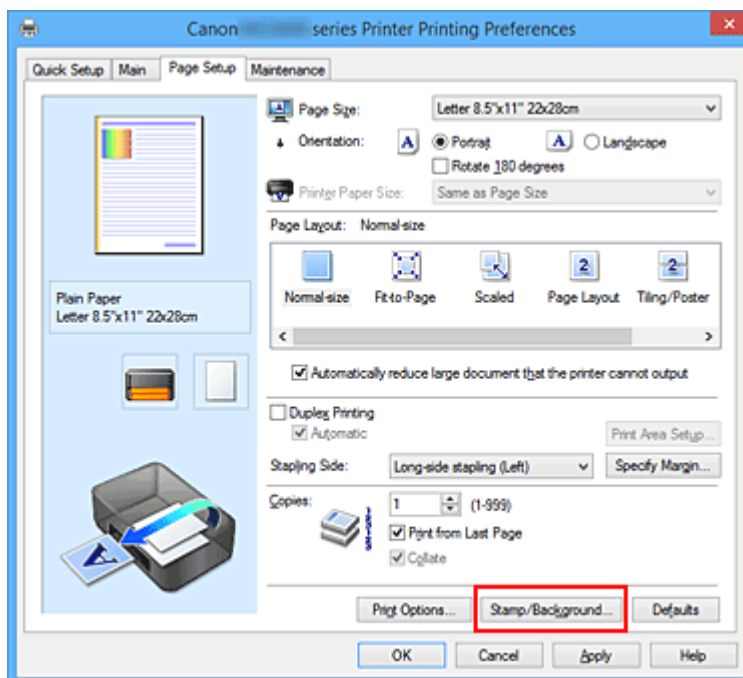 Canon series Printer Printing Preferences
Quick Setup Main Page Setup Maintenance
Page Size: Letter 8.5"x11" 22x28cm
Orientation: A Portrait A Landscape
Rotate 180 degrees
Printer Paper Size: Same as Page Size
Page Layout: Normal-size
2 2
Normal-size Fit-to-Page Scaled Page Layout Tiling/Poster
Plain Paper
Letter 8.5"x11" 22x28cm
Automatically reduce large document that the printer cannot output
Duplex Printing
Automatic
Print Area Setup...
Stapling Side: Long-side stapling (Left) Specify Margin...
Copies: 1 (1-999)
Print from Last Page
Collate
A
Print Options... Stamp/Background... Defaults
OK Cancel Apply Help